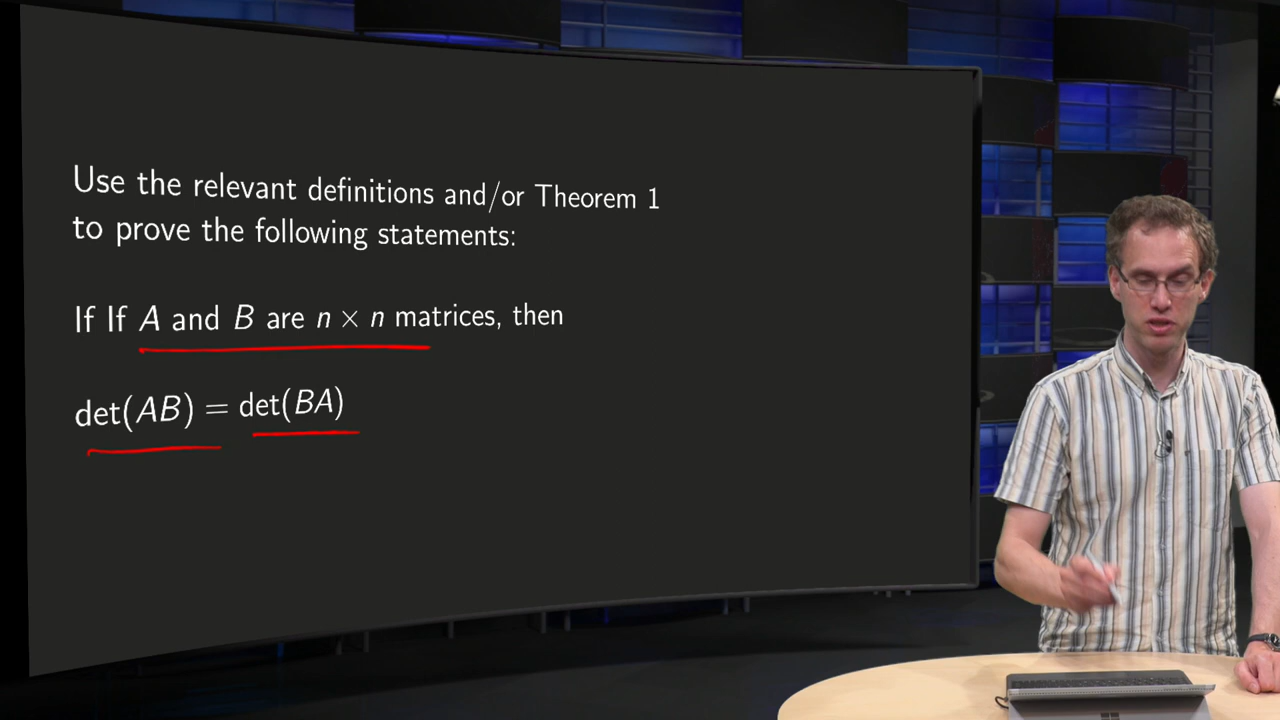 Use the relevant definitions and/or Theorem 1
to prove the following statements:
If If A and B are n × n matrices, then
det(AB) = det(BA)